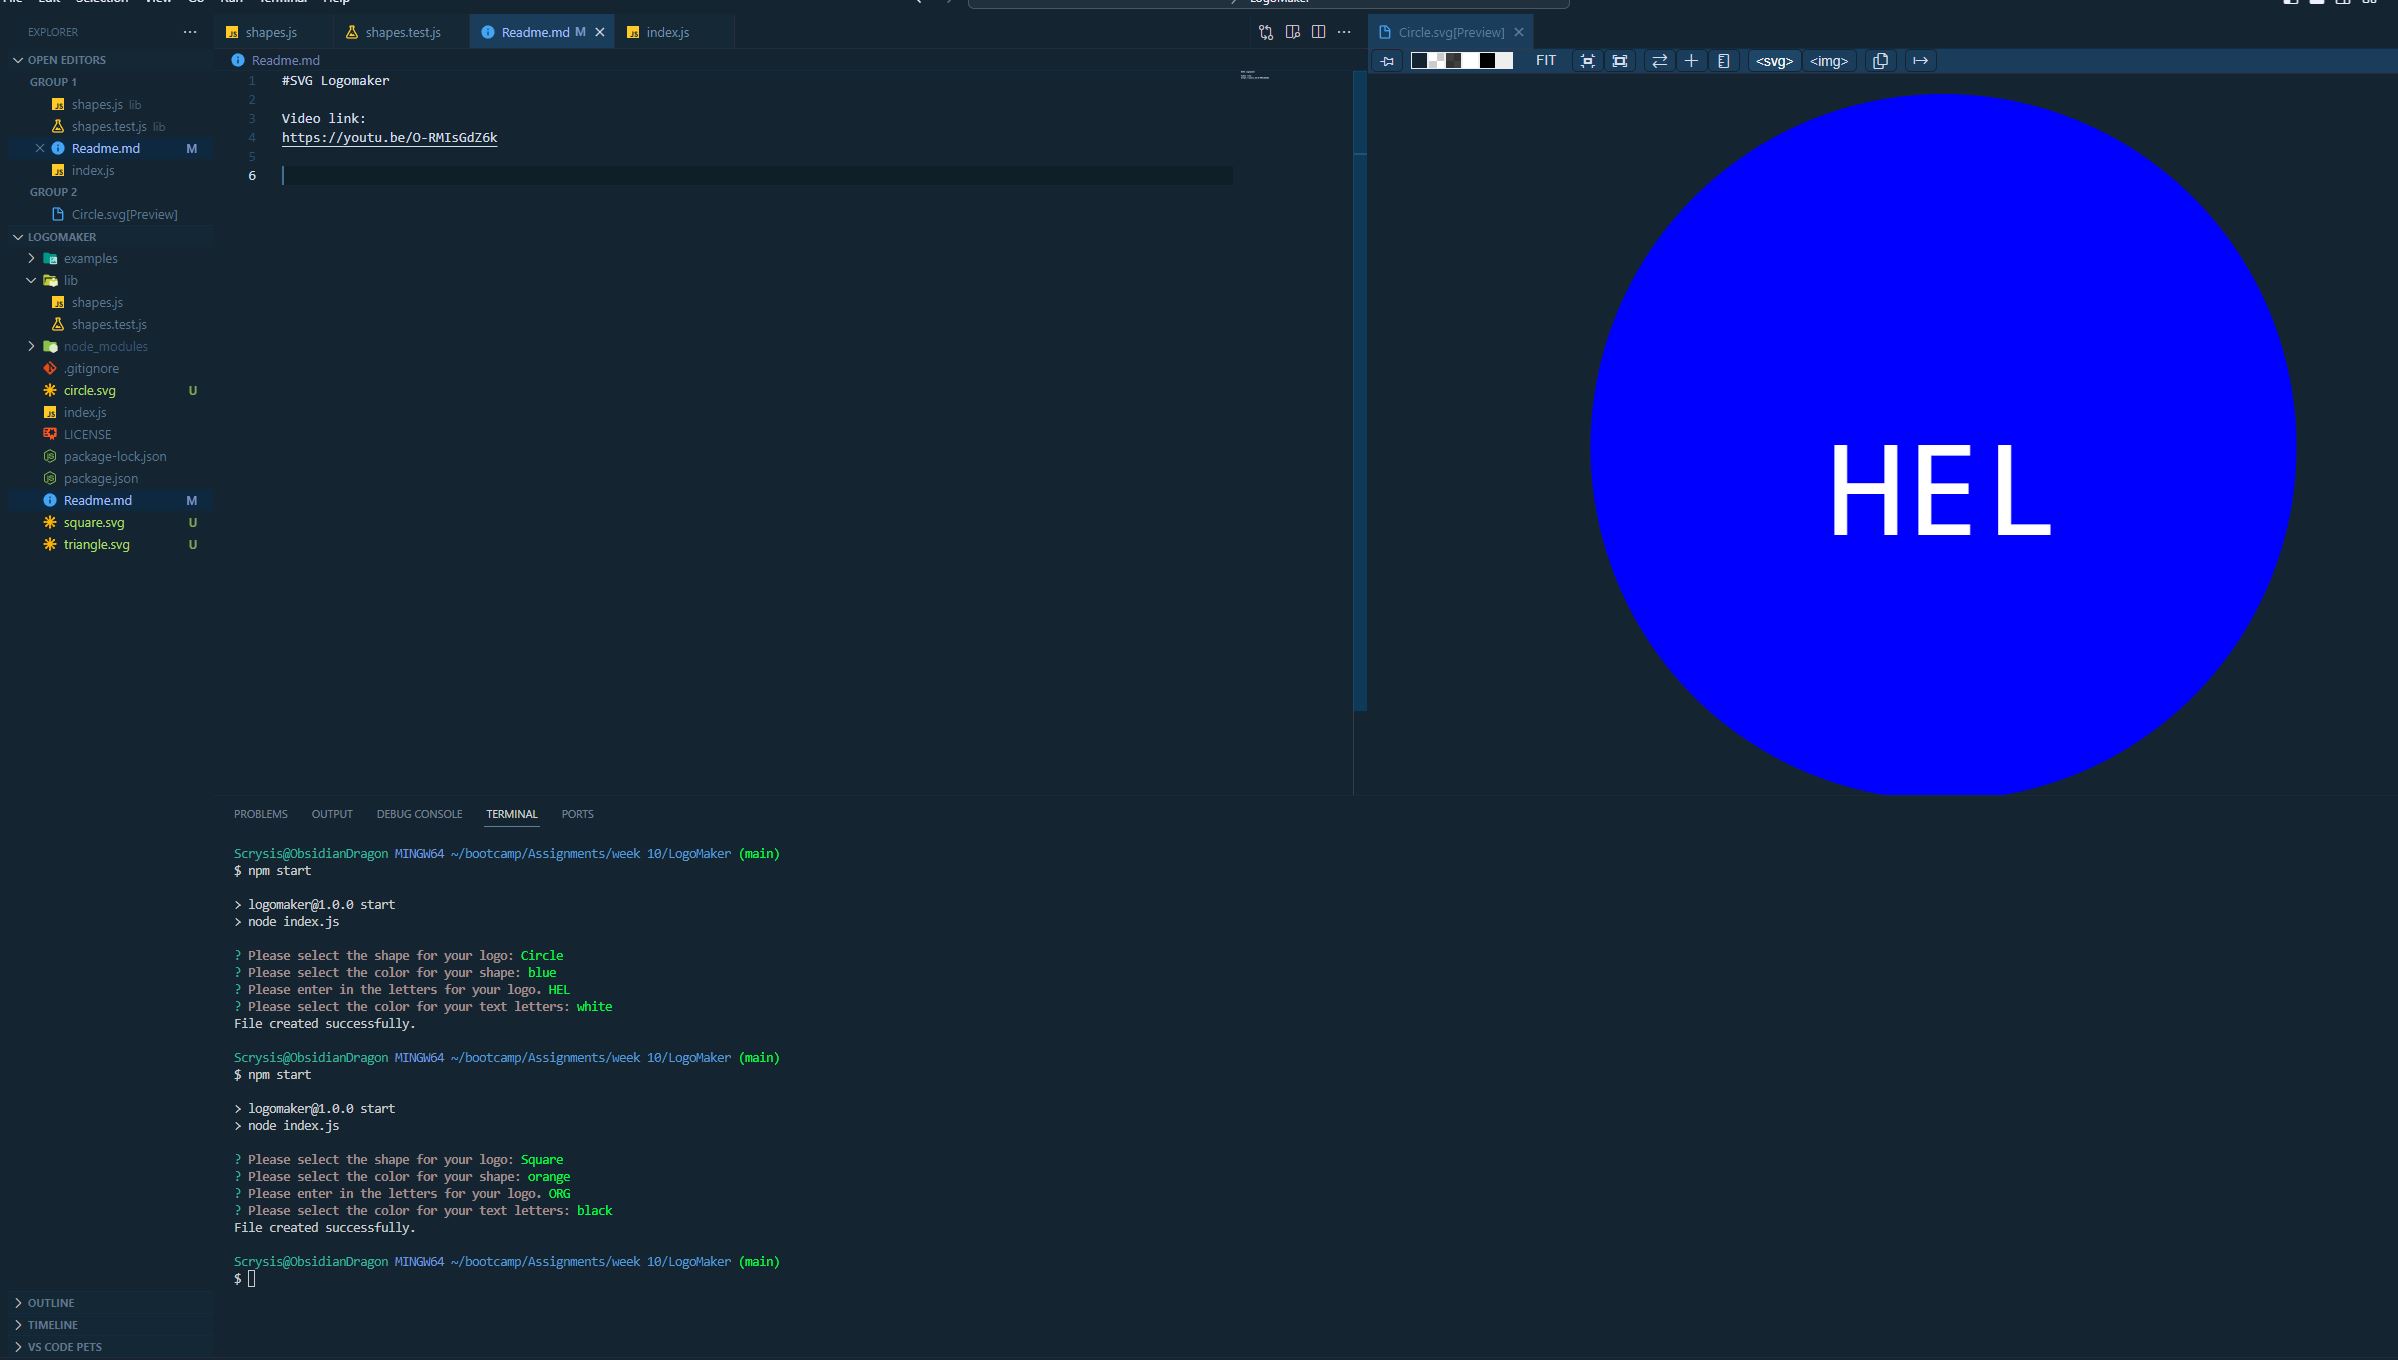 File Edit Selection View Go Run Terminal Help
LogoMaker
EXPLORER
OPEN EDITORS
GROUP 1
shapes.js lib
shapes.test.js lib
Readme.md M
index.js
GROUP 2
Circle.svg[Preview]
LOGOMAKER
examples
lib
shapes.js
shapes.test.js
node_modules
.gitignore
circle.svg U
index.js
LICENSE
package-lock.json
package.json
Readme.md M
square.svg U
triangle.svg U
OUTLINE
TIMELINE
VS CODE PETS
shapes.js
shapes.test.js
Readme.md M
index.js
Readme.md
1 #SVG Logomaker
2
3 Video link:
4 https://youtu.be/O-RMIsGdZ6k
5
6
Circle.svg[Preview]
FIT
<svg>
<img>
HEL
PROBLEMS OUTPUT DEBUG CONSOLE TERMINAL PORTS
Scrysis@ObsidianDragon MINGW64 ~/bootcamp/Assignments/week 10/LogoMaker (main)
$ npm start
> logomaker@1.0.0 start
> node index.js
? Please select the shape for your logo: Circle
? Please select the color for your shape: blue
? Please enter in the letters for your logo. HEL
? Please select the color for your text letters: white
File created successfully.
Scrysis@ObsidianDragon MINGW64 ~/bootcamp/Assignments/week 10/LogoMaker (main)
$ npm start
> logomaker@1.0.0 start
> node index.js
? Please select the shape for your logo: Square
? Please select the color for your shape: orange
? Please enter in the letters for your logo. ORG
? Please select the color for your text letters: black
File created successfully.
Scrysis@ObsidianDragon MINGW64 ~/bootcamp/Assignments/week 10/LogoMaker (main)
$